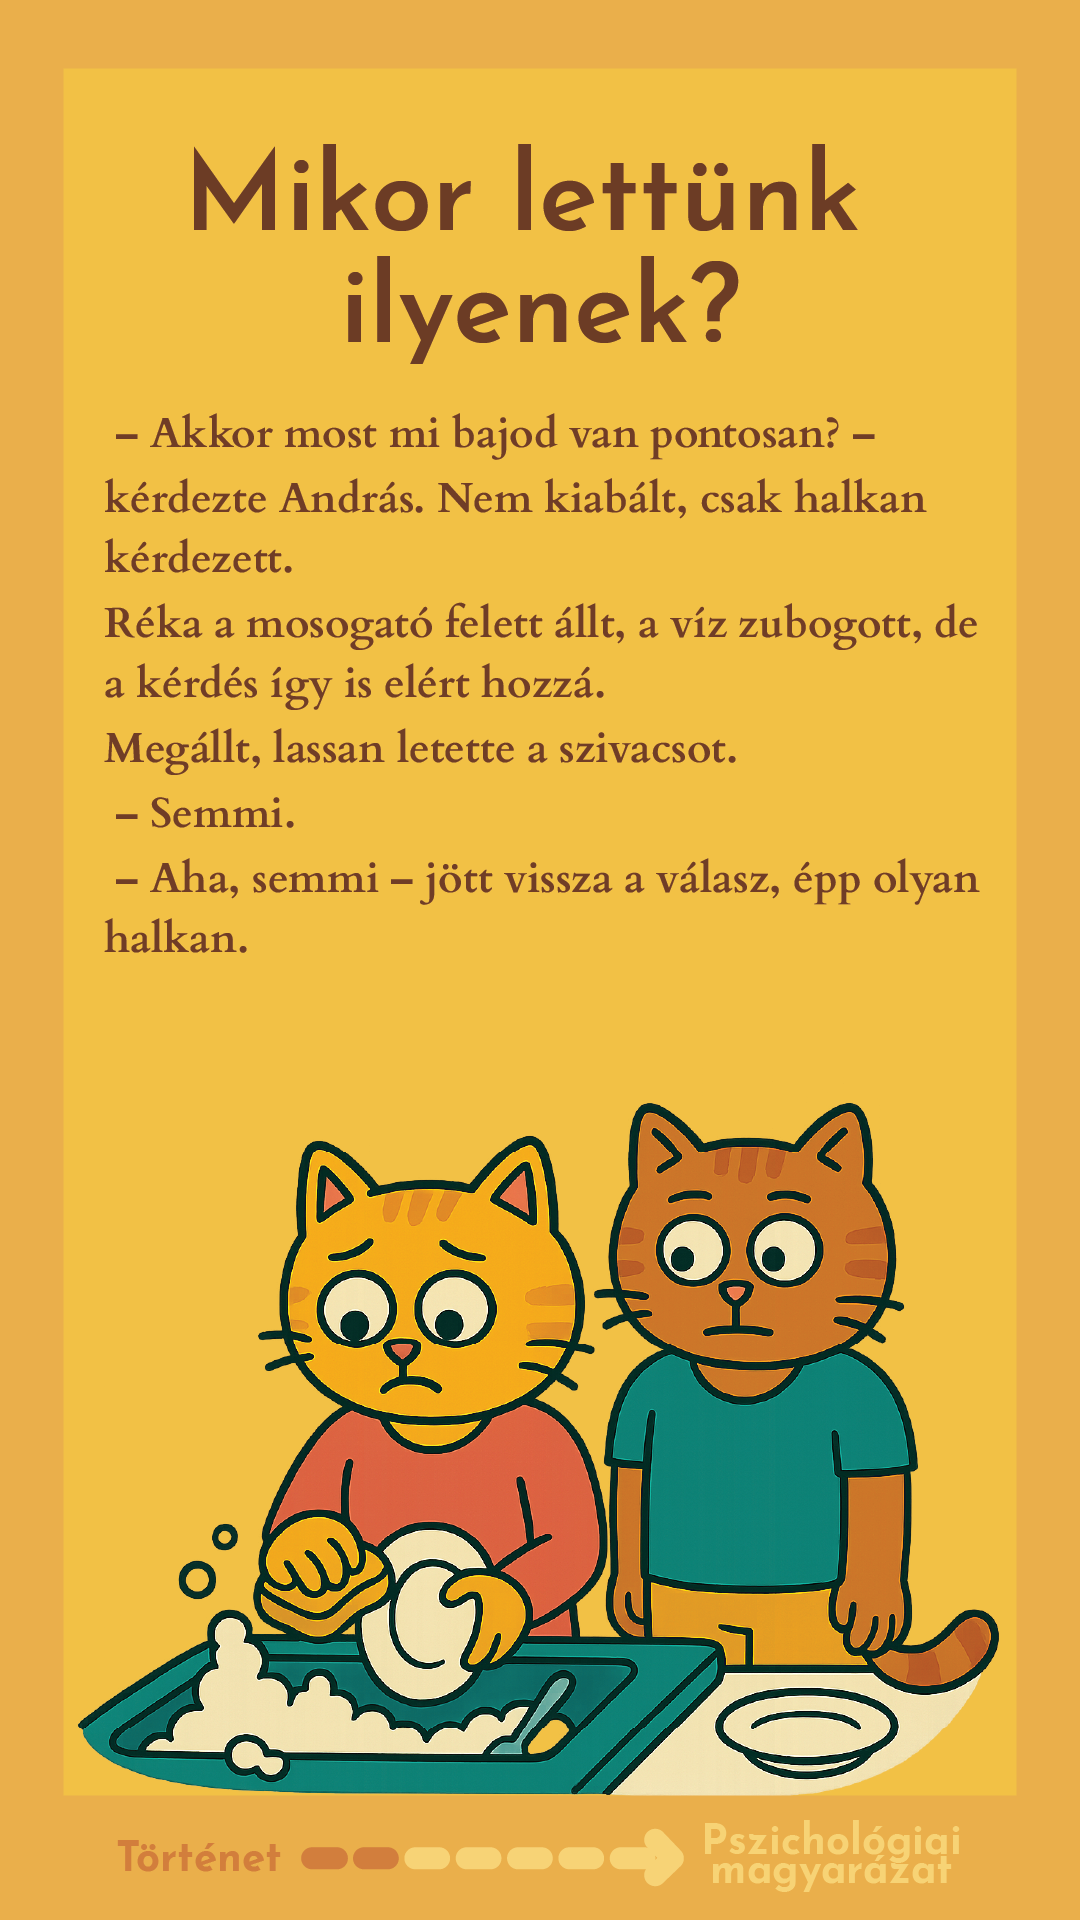 Mikor lettünk
ilyenek?
– Akkor most mi bajod van pontosan? –
kérdezte András. Nem kiabált, csak halkan
kérdezett.
Réka a mosogató felett állt, a víz zubogott, de
a kérdés így is elért hozzá.
Megállt, lassan letette a szivacsot.
– Semmi.
– Aha, semmi – jött vissza a válasz, épp olyan
halkan.
Történet
Pszichológiai
magyarázat